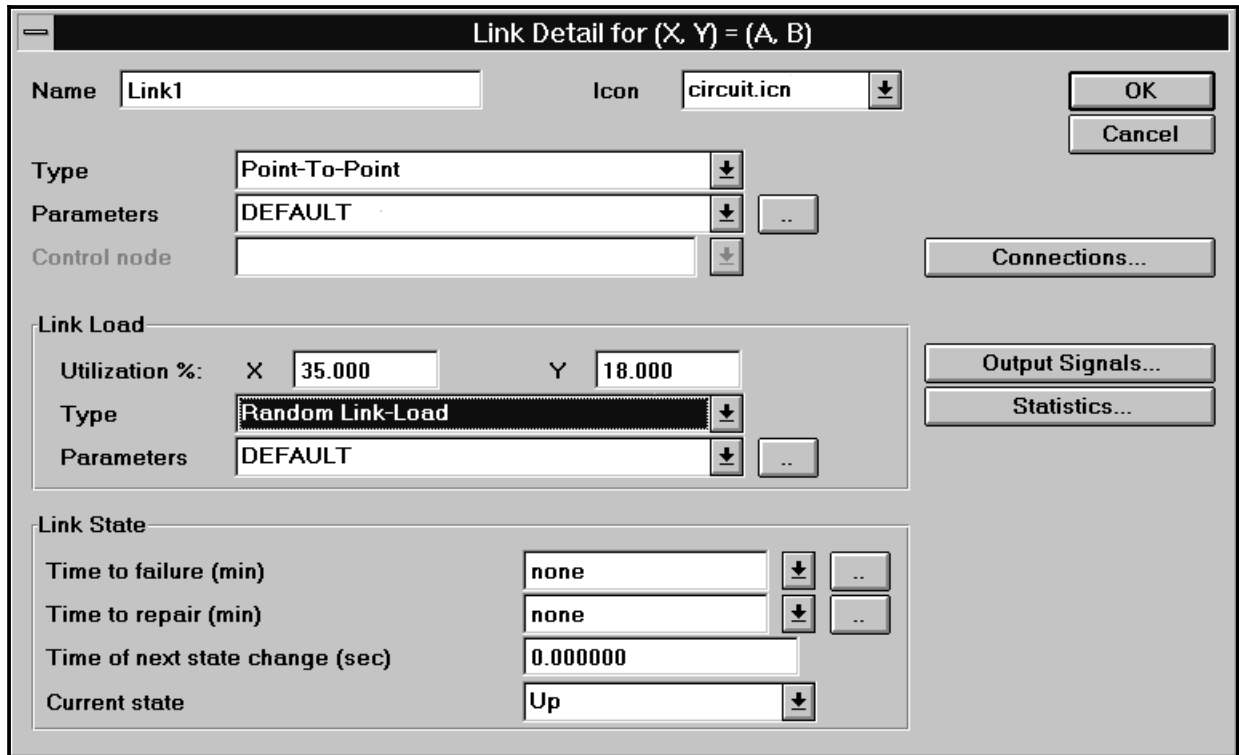 Link Detail for (X, Y) = (A, B)
Name Link1 Icon circuit.icn OK
Cancel
Type Point-To-Point
Parameters DEFAULT ..
Control node Connections...
Link Load
Utilization %: X 35.000 Y 18.000 Output Signals...
Type Random Link-Load Statistics...
Parameters DEFAULT ..
Link State
Time to failure (min) none ..
Time to repair (min) none ..
Time of next state change (sec) 0.000000
Current state Up